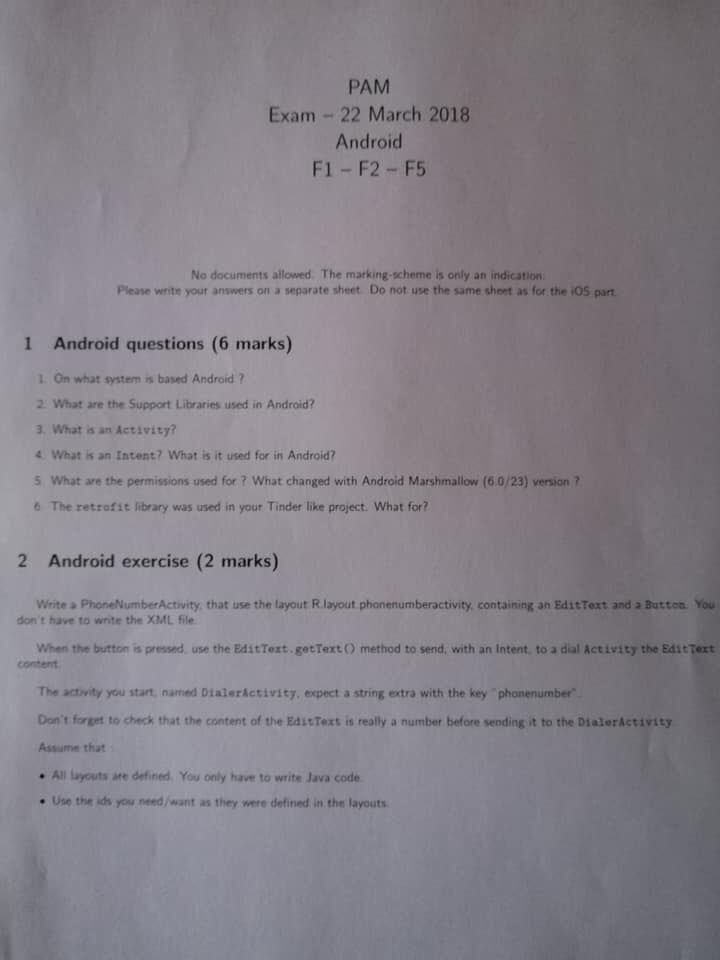 PAM
Exam – 22 March 2018
Android
F1 – F2 – F5
No documents allowed. The marking-scheme is only an indication.
Please write your answers on a separate sheet. Do not use the same sheet as for the iOS part.
1 Android questions (6 marks)
1. On what system is based Android ?
2. What are the Support Libraries used in Android?
3. What is an Activity?
4. What is an Intent? What is it used for in Android?
5. What are the permissions used for ? What changed with Android Marshmallow (6.0/23) version ?
6. The retrofit library was used in your Tinder like project. What for?
2 Android exercise (2 marks)
Write a PhoneNumberActivity, that use the layout R.layout.phonenumberactivity, containing an EditText and a Button. You
don't have to write the XML file.
When the button is pressed, use the EditText.getText() method to send, with an Intent, to a dial Activity the EditText
content.
The activity you start, named DialerActivity, expect a string extra with the key "phonenumber".
Don't forget to check that the content of the EditText is really a number before sending it to the DialerActivity.
Assume that :
• All layouts are defined. You only have to write Java code.
• Use the ids you need/want as they were defined in the layouts.